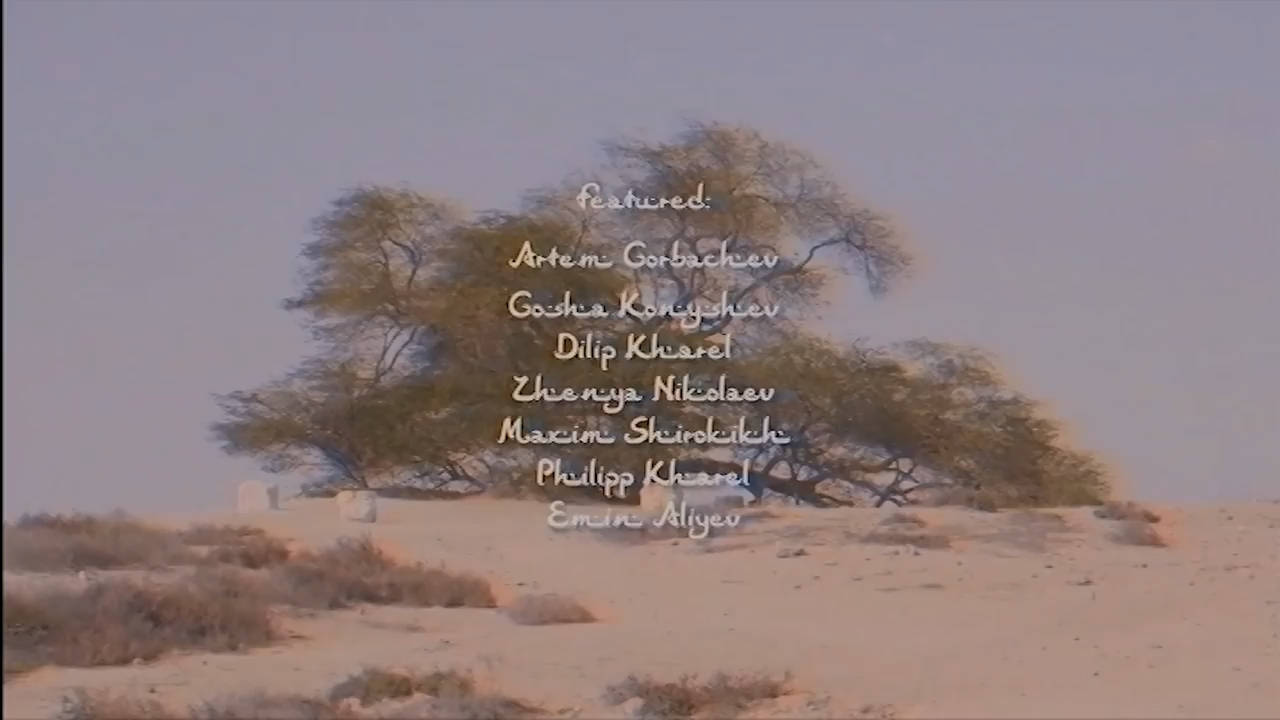 featured:
Artem Gorbachev
Gosha Konyshev
Dilip Kharel
Zhenya Nikolaev
Maxim Shirokikh
Philipp Kharel
Emin Aliyev